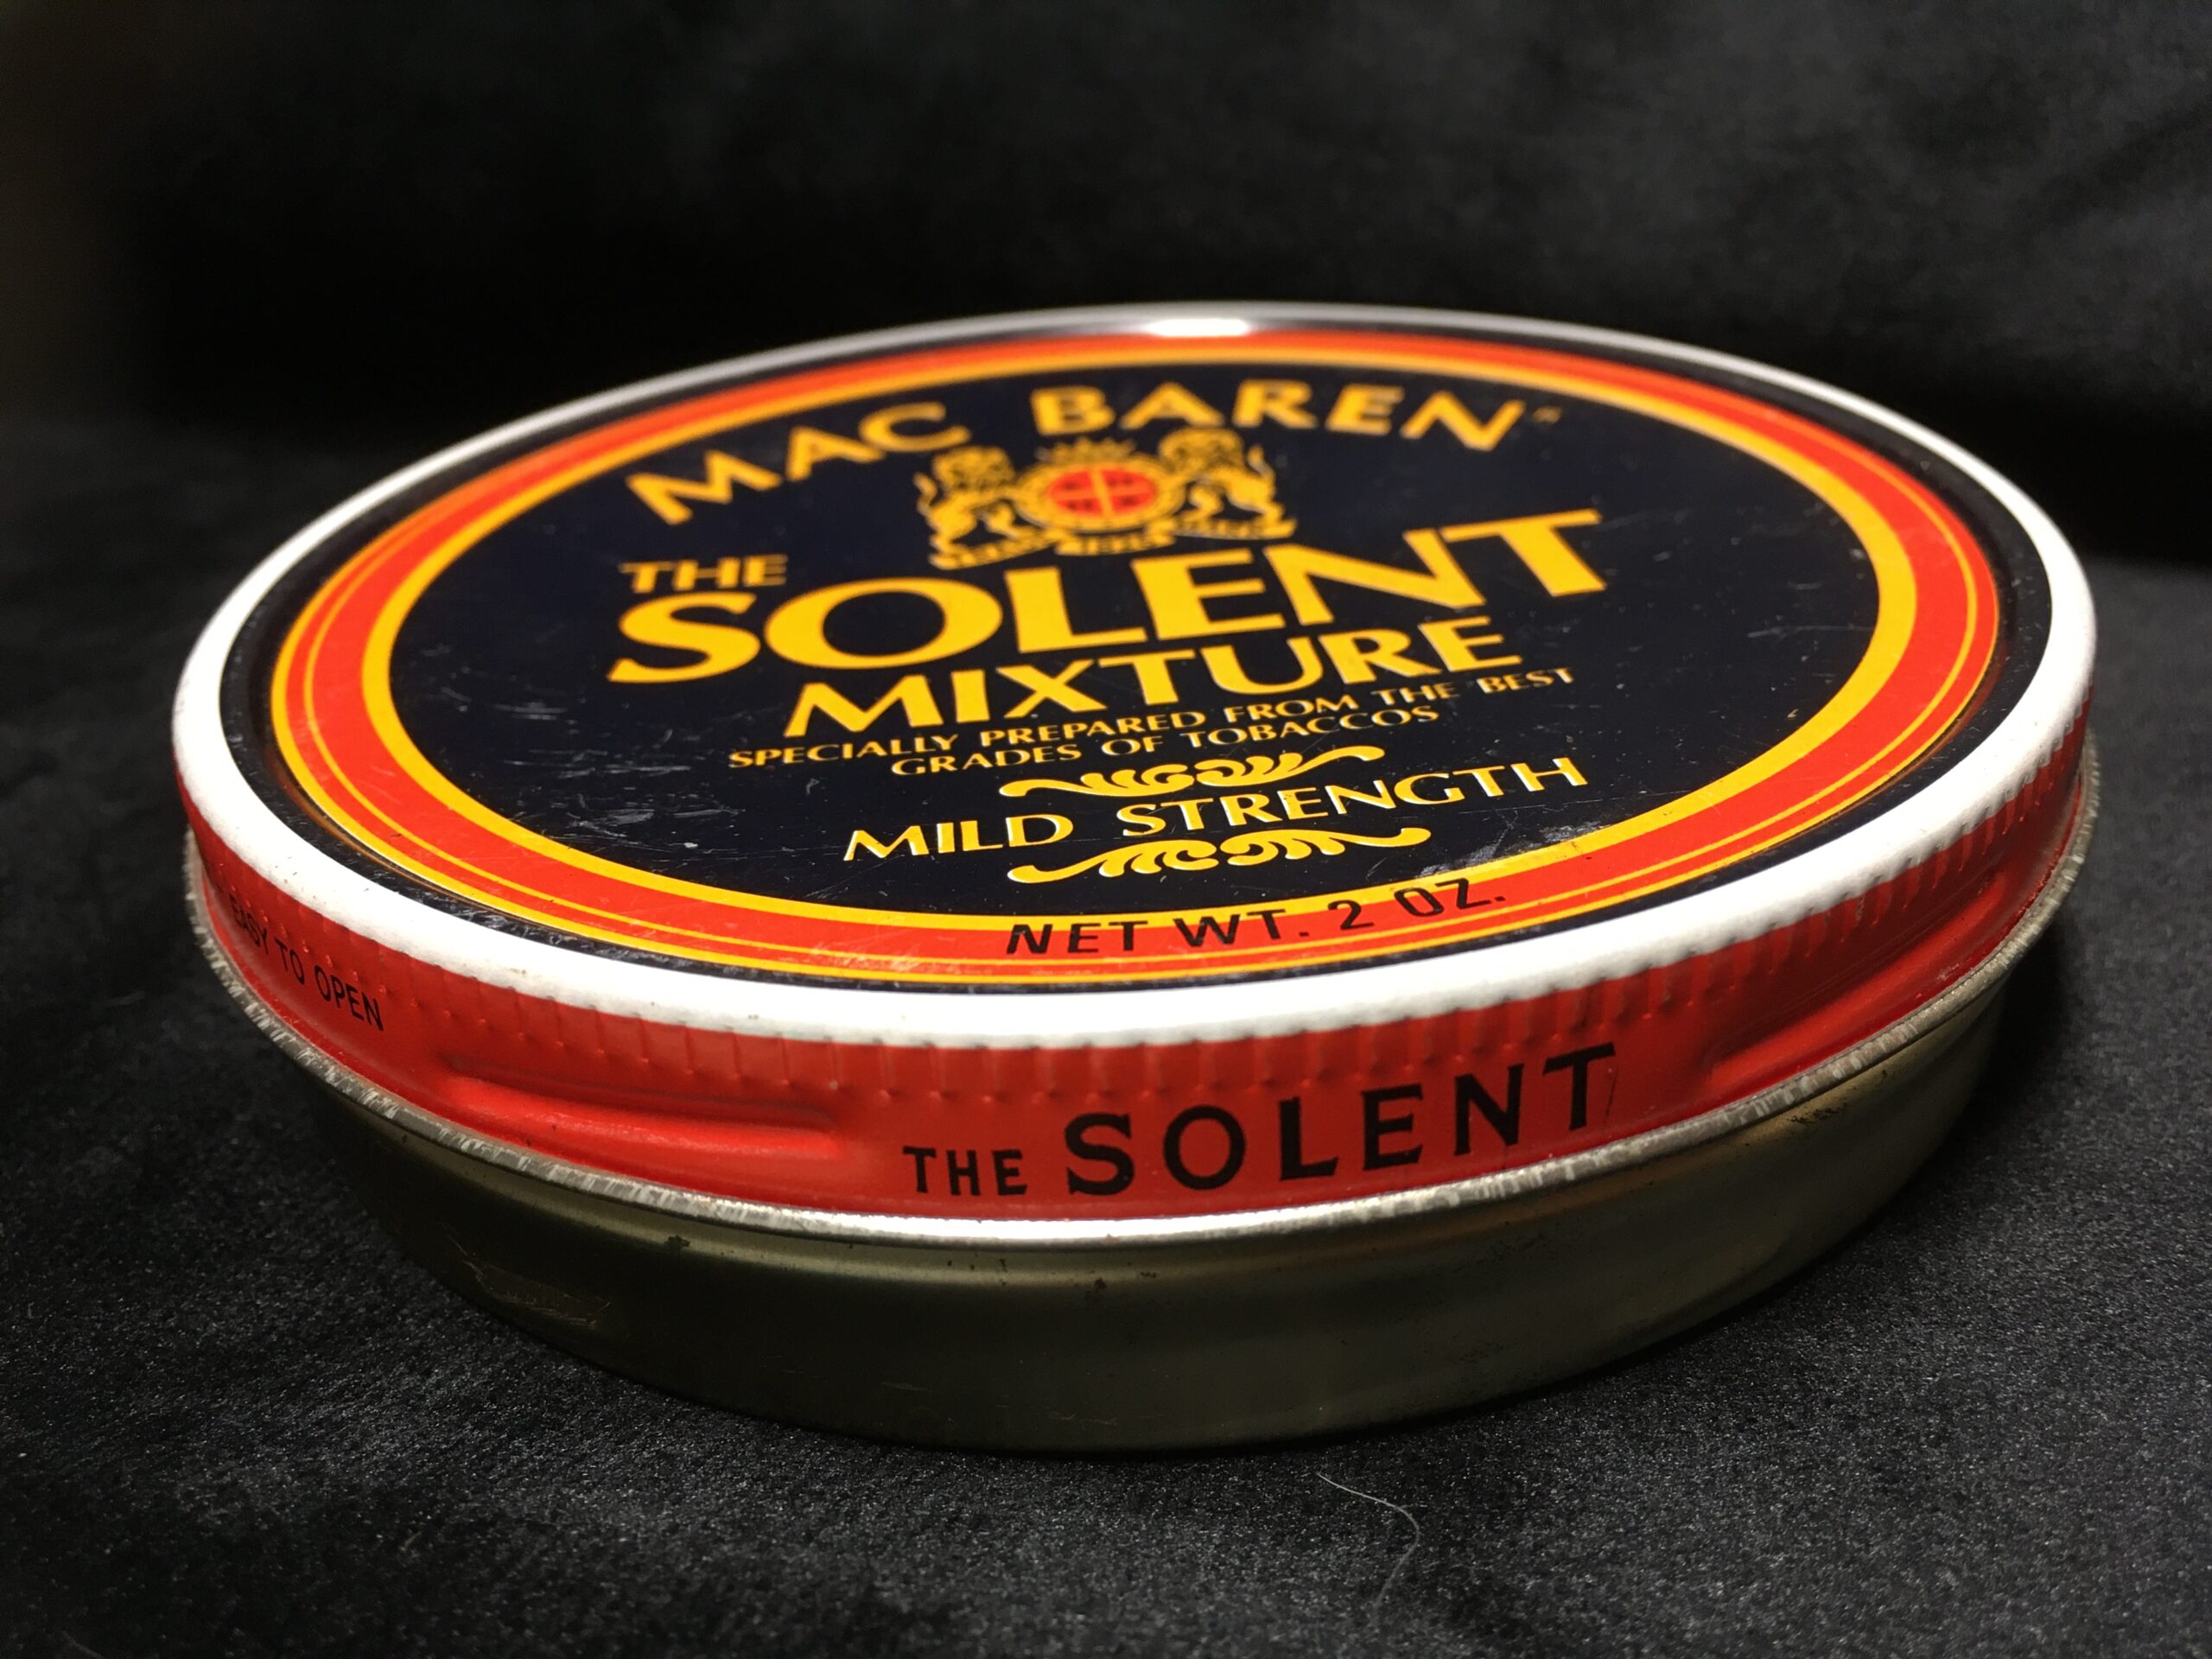 MAC BAREN
THE
SOLENT
MIXTURE
SPECIALLY PREPARED FROM THE BEST
GRADES OF TOBACCOS
MILD STRENGTH
NET WT. 2 OZ.
EASY TO OPEN
THE SOLENT